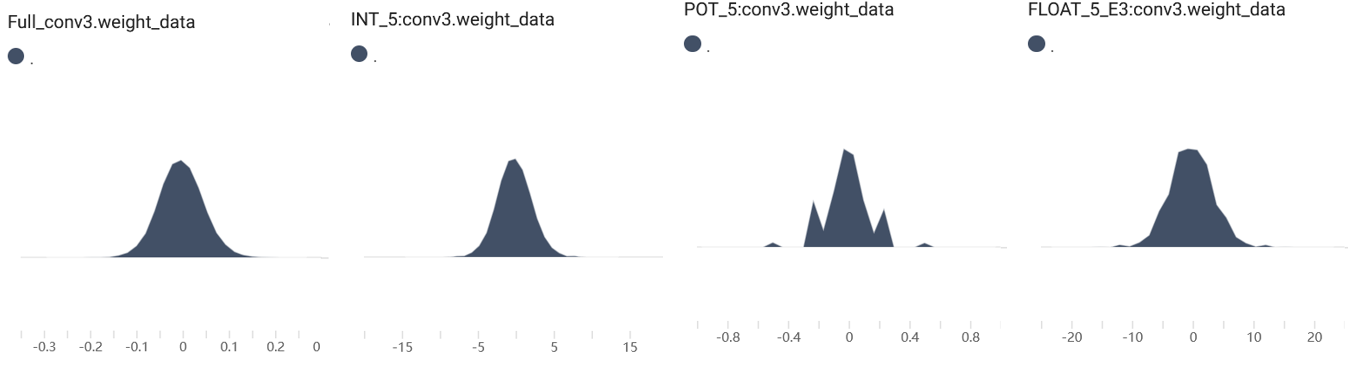 Full_conv3.weight_data
.
-0.3 -0.2 -0.1 0 0.1 0.2 0
INT_5:conv3.weight_data
.
-15 -5 5 15
POT_5:conv3.weight_data
.
-0.8 -0.4 0 0.4 0.8
FLOAT_5_E3:conv3.weight_data
.
-20 -10 0 10 20